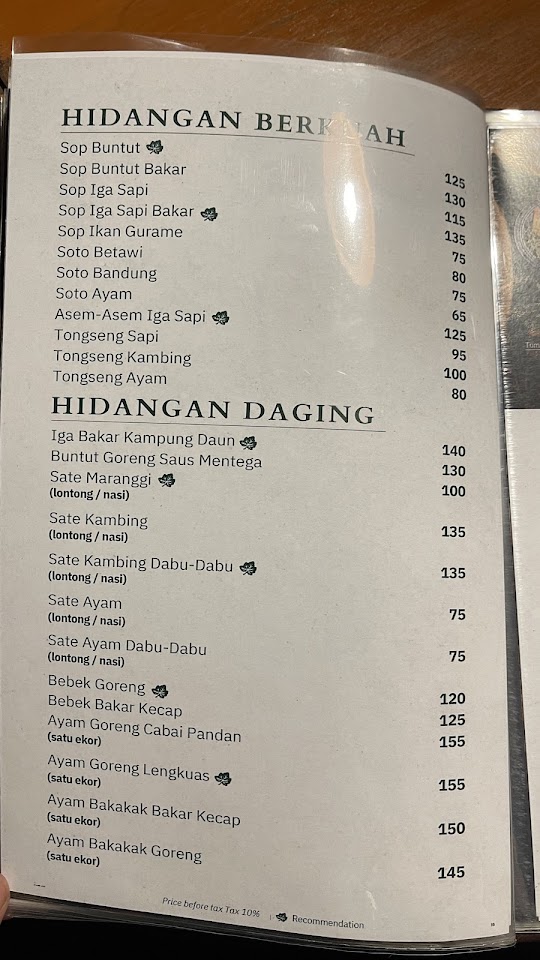 HIDANGAN BERKUAH
Sop Buntut 125
Sop Buntut Bakar 130
Sop Iga Sapi 115
Sop Iga Sapi Bakar 135
Sop Ikan Gurame 75
Soto Betawi 80
Soto Bandung 75
Soto Ayam 65
Asem-Asem Iga Sapi 125
Tongseng Sapi 95
Tongseng Kambing 100
Tongseng Ayam 80
HIDANGAN DAGING
Iga Bakar Kampung Daun 140
Buntut Goreng Saus Mentega 130
Sate Maranggi 100
(lontong / nasi)
Sate Kambing 135
(lontong / nasi)
Sate Kambing Dabu-Dabu 135
(lontong / nasi)
Sate Ayam 75
(lontong / nasi)
Sate Ayam Dabu-Dabu 75
(lontong / nasi)
Bebek Goreng 120
Bebek Bakar Kecap 125
Ayam Goreng Cabai Pandan 155
(satu ekor)
Ayam Goreng Lengkuas 155
(satu ekor)
Ayam Bakakak Bakar Kecap 150
(satu ekor)
Ayam Bakakak Goreng 145
(satu ekor)
Price before tax Tax 10% | Recommendation